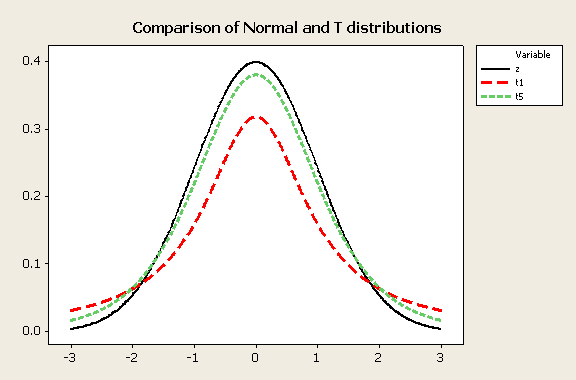 Comparison of Normal and T distributions
0.4
0.3
0.2
0.1
0.0
-3 -2 -1 0 1 2 3
Variable
z
t1
t5